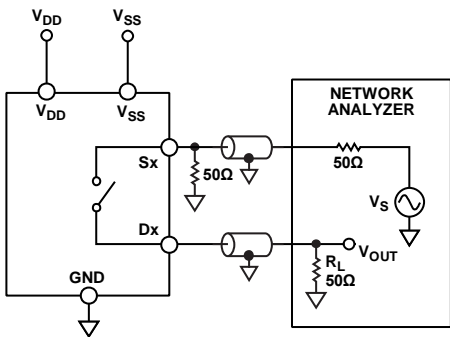 VDD
VSS
VDD
VSS
NETWORK
ANALYZER
Sx
50Ω
50Ω
VS
Dx
VOUT
RL
50Ω
GND